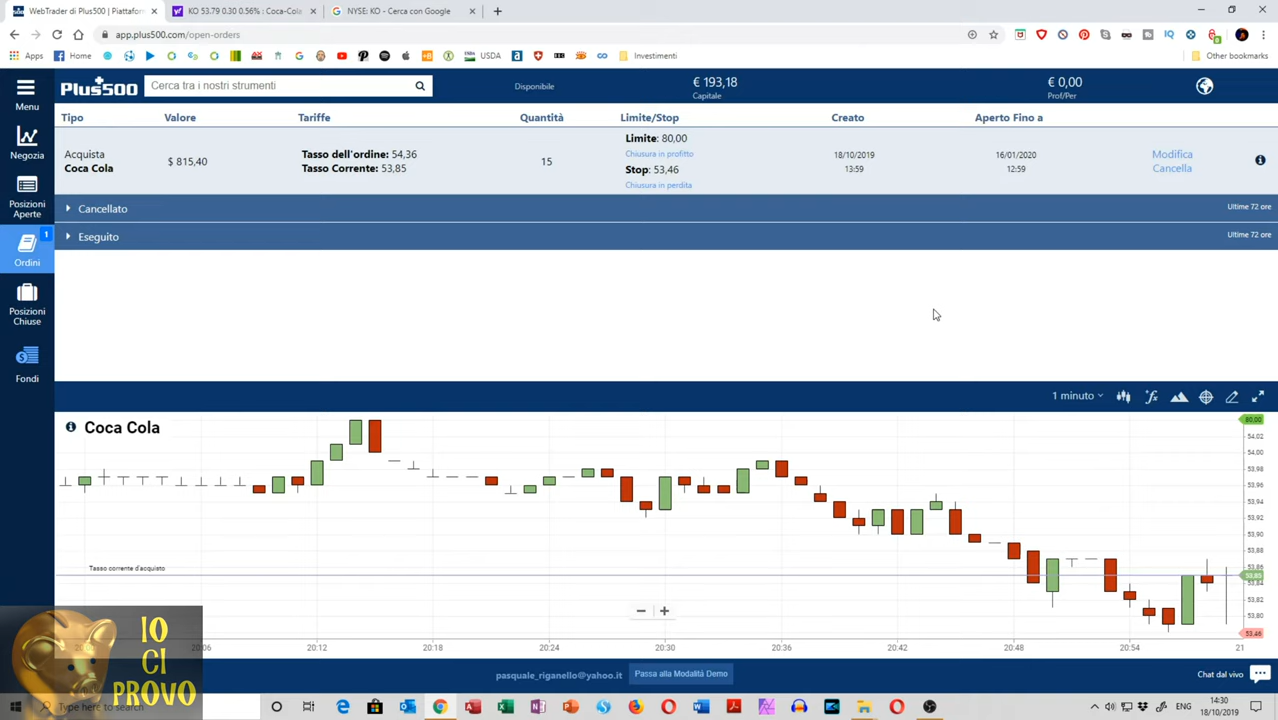 WebTrader di Plus500 | Piattafor
KO 53.79 0.30 0.56% : Coca-Cola
NYSE: KO - Cerca con Google
app.plus500.com/open-orders
Apps
Home
USDA
Investimenti
Other bookmarks
Menu
Plus500
Cerca tra i nostri strumenti
Disponibile
€ 193,18
Capitale
€ 0,00
Prof/Per
Tipo Valore Tariffe Quantità Limite/Stop Creato Aperto Fino a
Acquista
Coca Cola
$ 815,40
Tasso dell'ordine: 54,36
Tasso Corrente: 53,85
15
Limite: 80,00
Chiusura in profitto
Stop: 53,46
Chiusura in perdita
18/10/2019
13:59
16/01/2020
12:59
Modifica
Cancella
Cancellato
Ultime 72 ore
Eseguito
Ultime 72 ore
Negozia
Posizioni
Aperte
1
Ordini
Posizioni
Chiuse
Fondi
1 minuto
Coca Cola
80,00
54,02
54,00
53,98
53,96
53,94
53,92
53,90
53,88
53,86
53,84
53,82
53,80
53,46
Tasso corrente d'acquisto
20:06 20:12 20:18 20:24 20:30 20:36 20:42 20:48 20:54 21
IO
CI
PROVO
pasquale_riganello@yahoo.it
Passa alla Modalità Demo
Chat dal vivo
Type here to search
ENG
14:30
18/10/2019